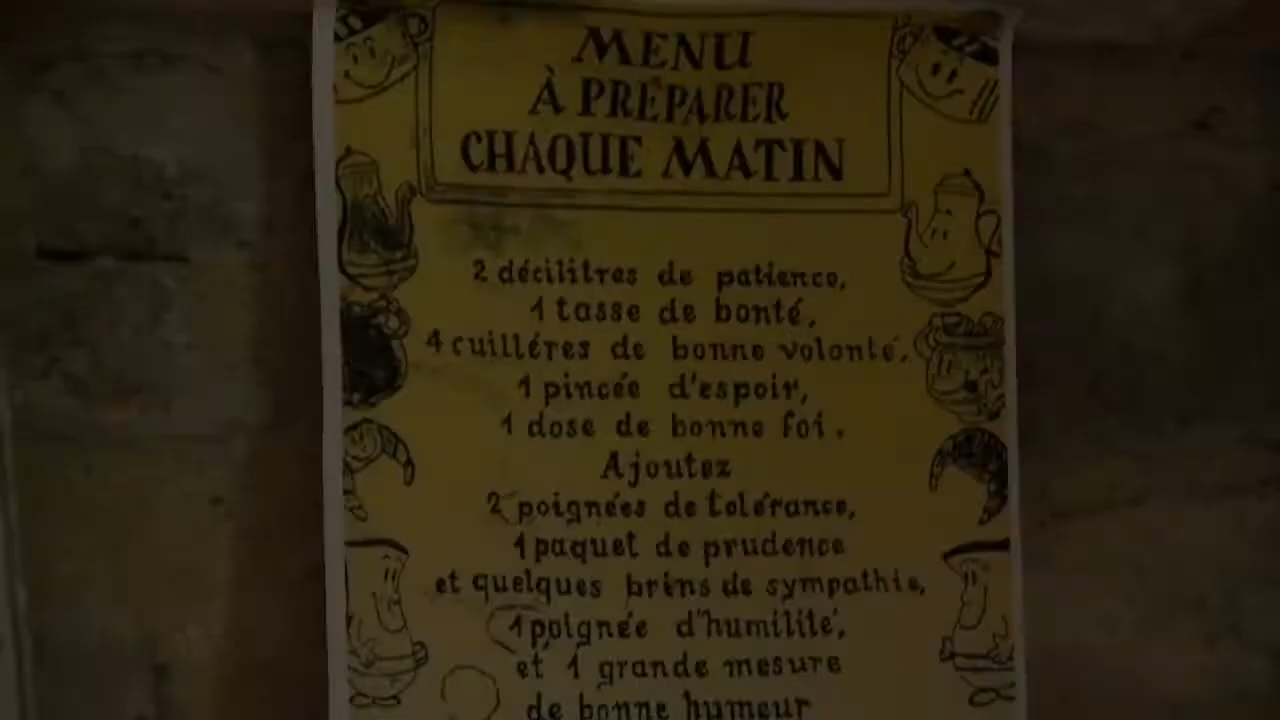 MENU
À PRÉPARER
CHAQUE MATIN
2 décilitres de patience,
1 tasse de bonté,
4 cuilléres de bonne volonté,
1 pincée d'espoir,
1 dose de bonne foi.
Ajoutez
2 poignées de tolérance,
1 paquet de prudence
et quelques brins de sympathie,
1 poignée d'humilité,
et 1 grande mesure
de bonne humeur